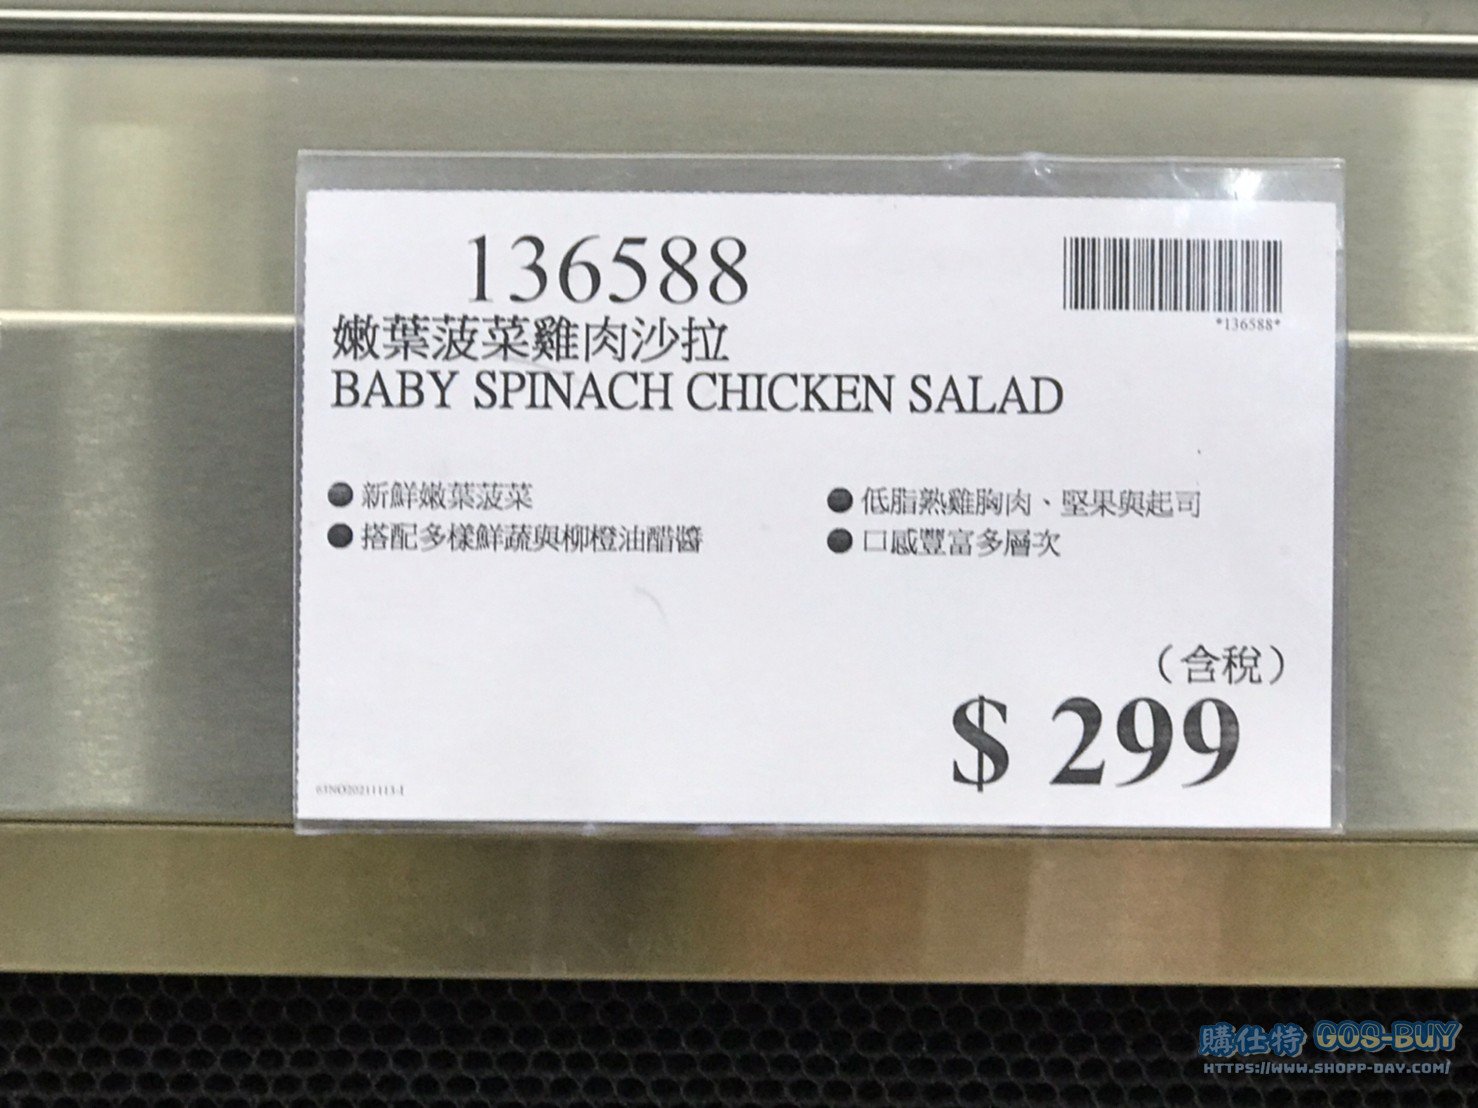 136588
*136588*
嫩葉菠菜雞肉沙拉
BABY SPINACH CHICKEN SALAD
●新鮮嫩葉菠菜
●搭配多樣鮮蔬與柳橙油醋醬
●低脂熟雞胸肉、堅果與起司
●口感豐富多層次
（含稅）
$ 299
購仕特 GOS-BUY
HTTPS://WWW.SHOPP-DAY.COM/